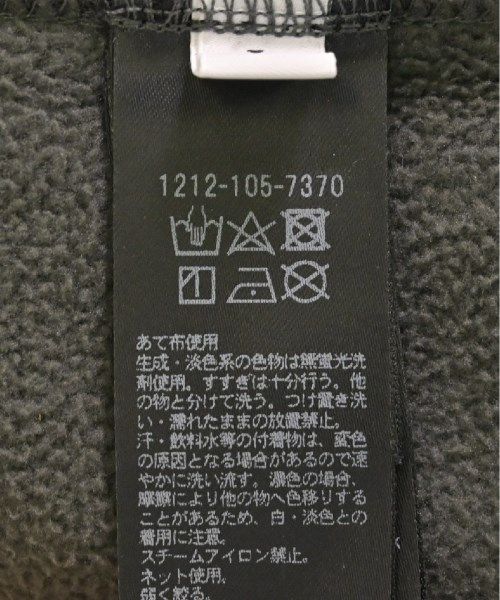 1212-105-7370
あて布使用
生成・淡色系の色物は無蛍光洗
剤使用。すすぎは十分行う。他
の物と分けて洗う。つけ置き洗
い・濡れたままの放置禁止。
汗・飲料水等の付着物は、変色
の原因となる場合があるので速
やかに洗い流す。濃色の場合、
摩擦により他の物へ色移りする
ことがあるため、白・淡色との
着用に注意。
スチームアイロン禁止。
ネット使用。
弱く絞る。